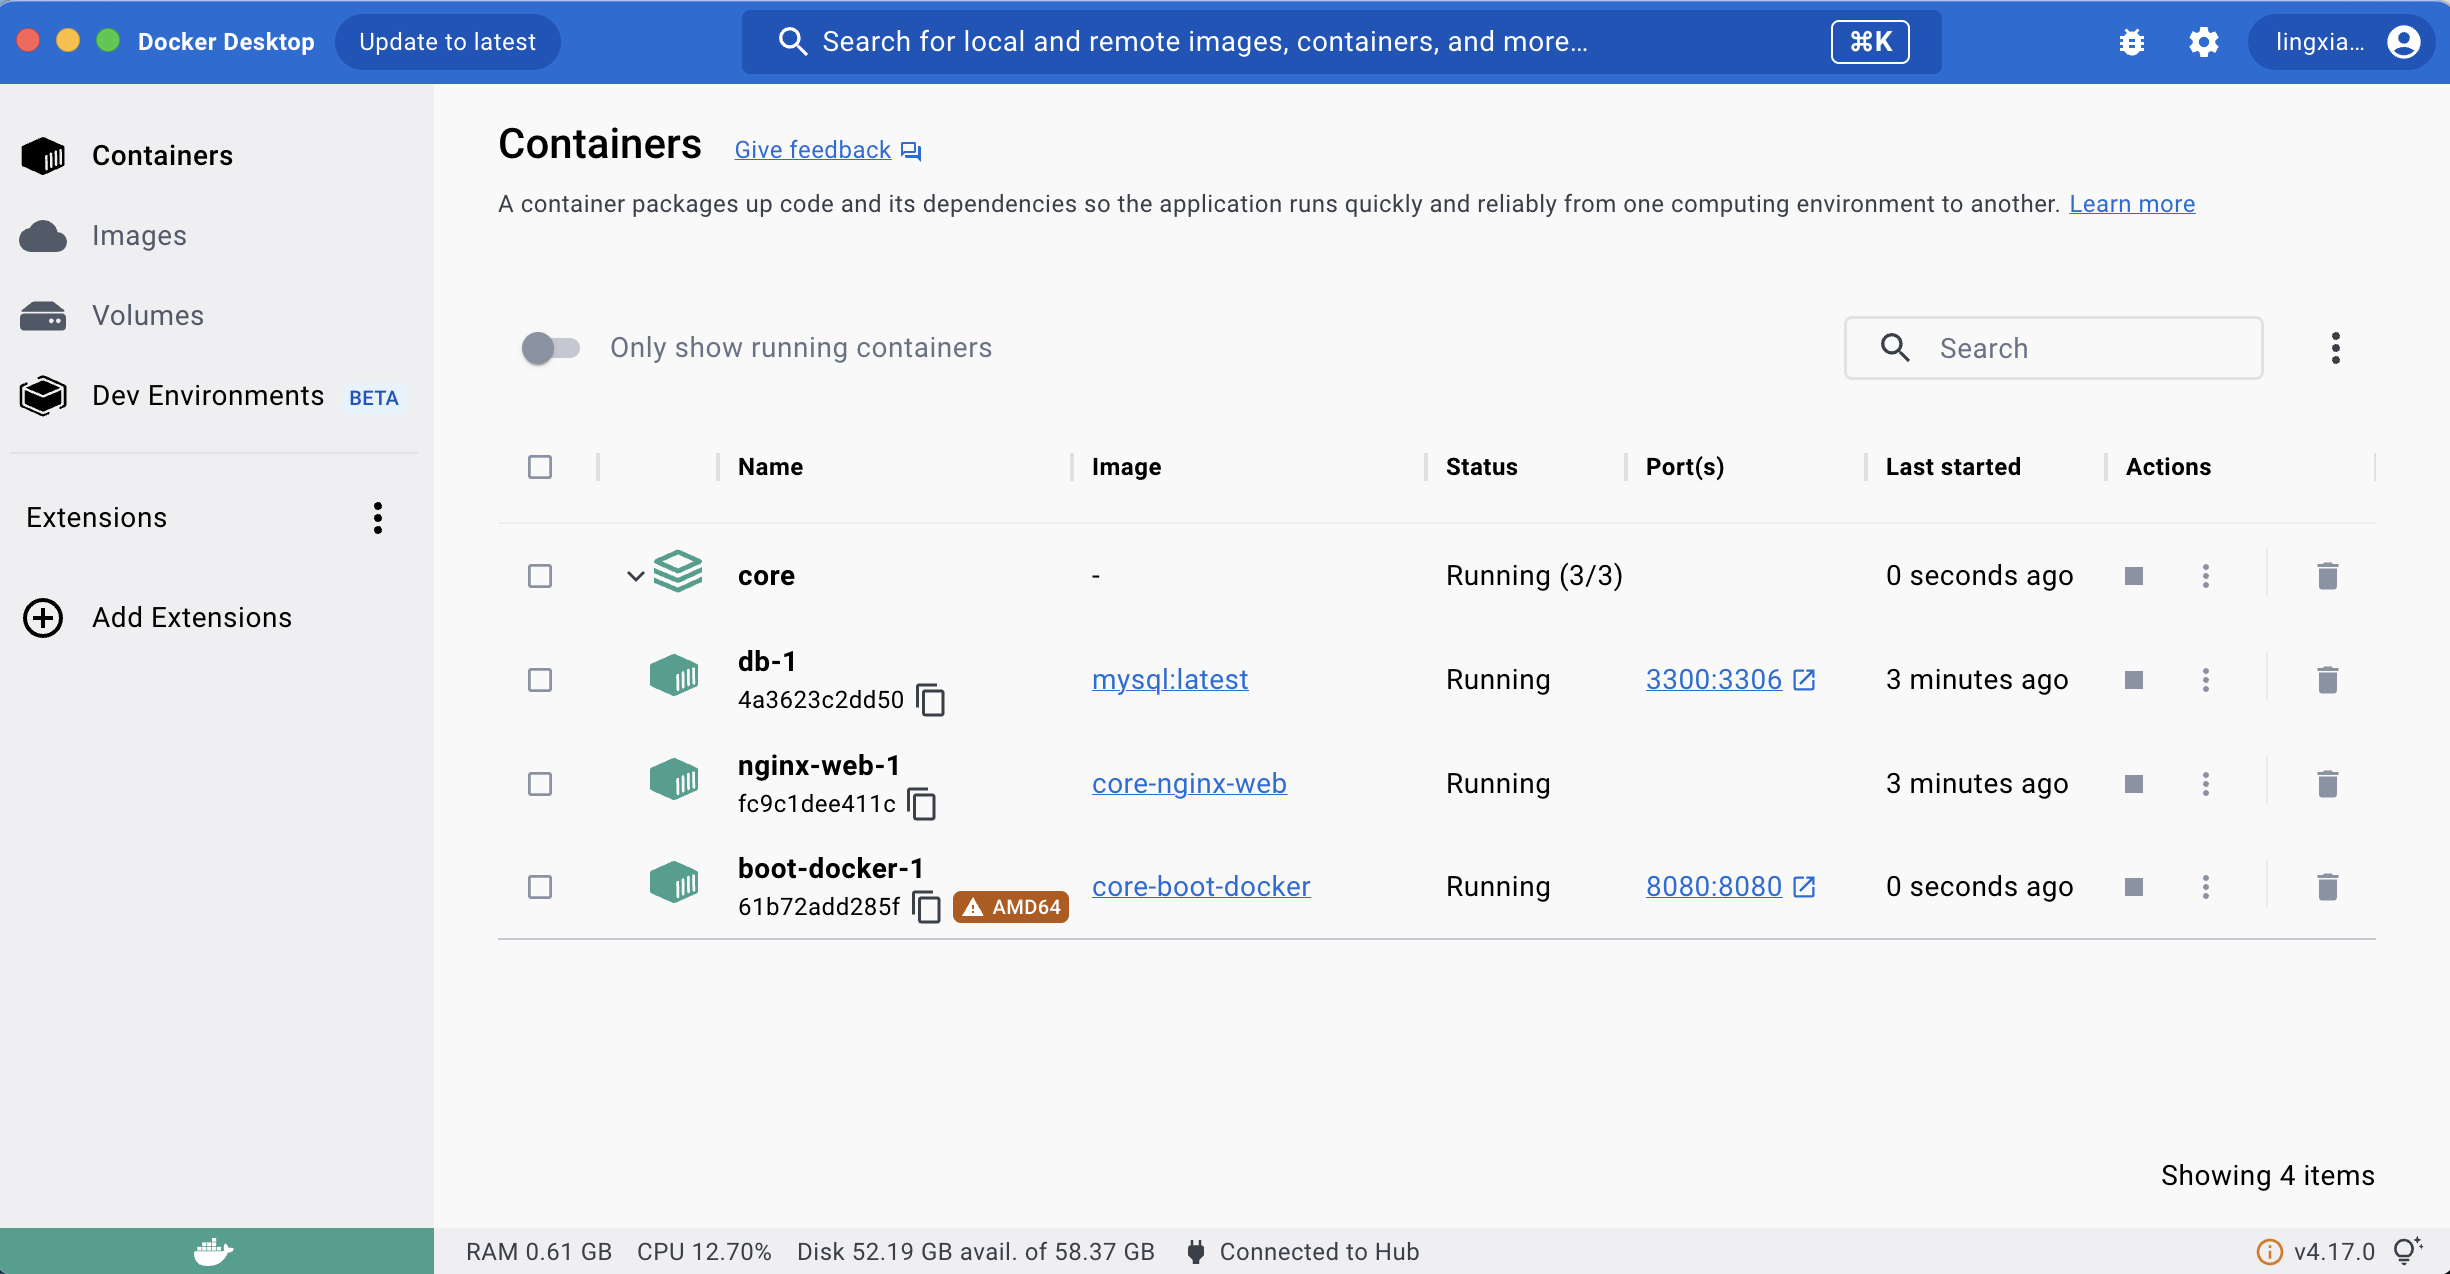 Docker Desktop Update to latest Search for local and remote images, containers, and more... ⌘K lingxia...
Containers
Images
Volumes
Dev Environments BETA
Extensions
Add Extensions
Containers Give feedback
A container packages up code and its dependencies so the application runs quickly and reliably from one computing environment to another. Learn more
Only show running containers Search
Name Image Status Port(s) Last started Actions
core - Running (3/3) 0 seconds ago
db-1
4a3623c2dd50 mysql:latest Running 3300:3306 3 minutes ago
nginx-web-1
fc9c1dee411c core-nginx-web Running 3 minutes ago
boot-docker-1
61b72add285f AMD64 core-boot-docker Running 8080:8080 0 seconds ago
Showing 4 items
RAM 0.61 GB CPU 12.70% Disk 52.19 GB avail. of 58.37 GB Connected to Hub v4.17.0